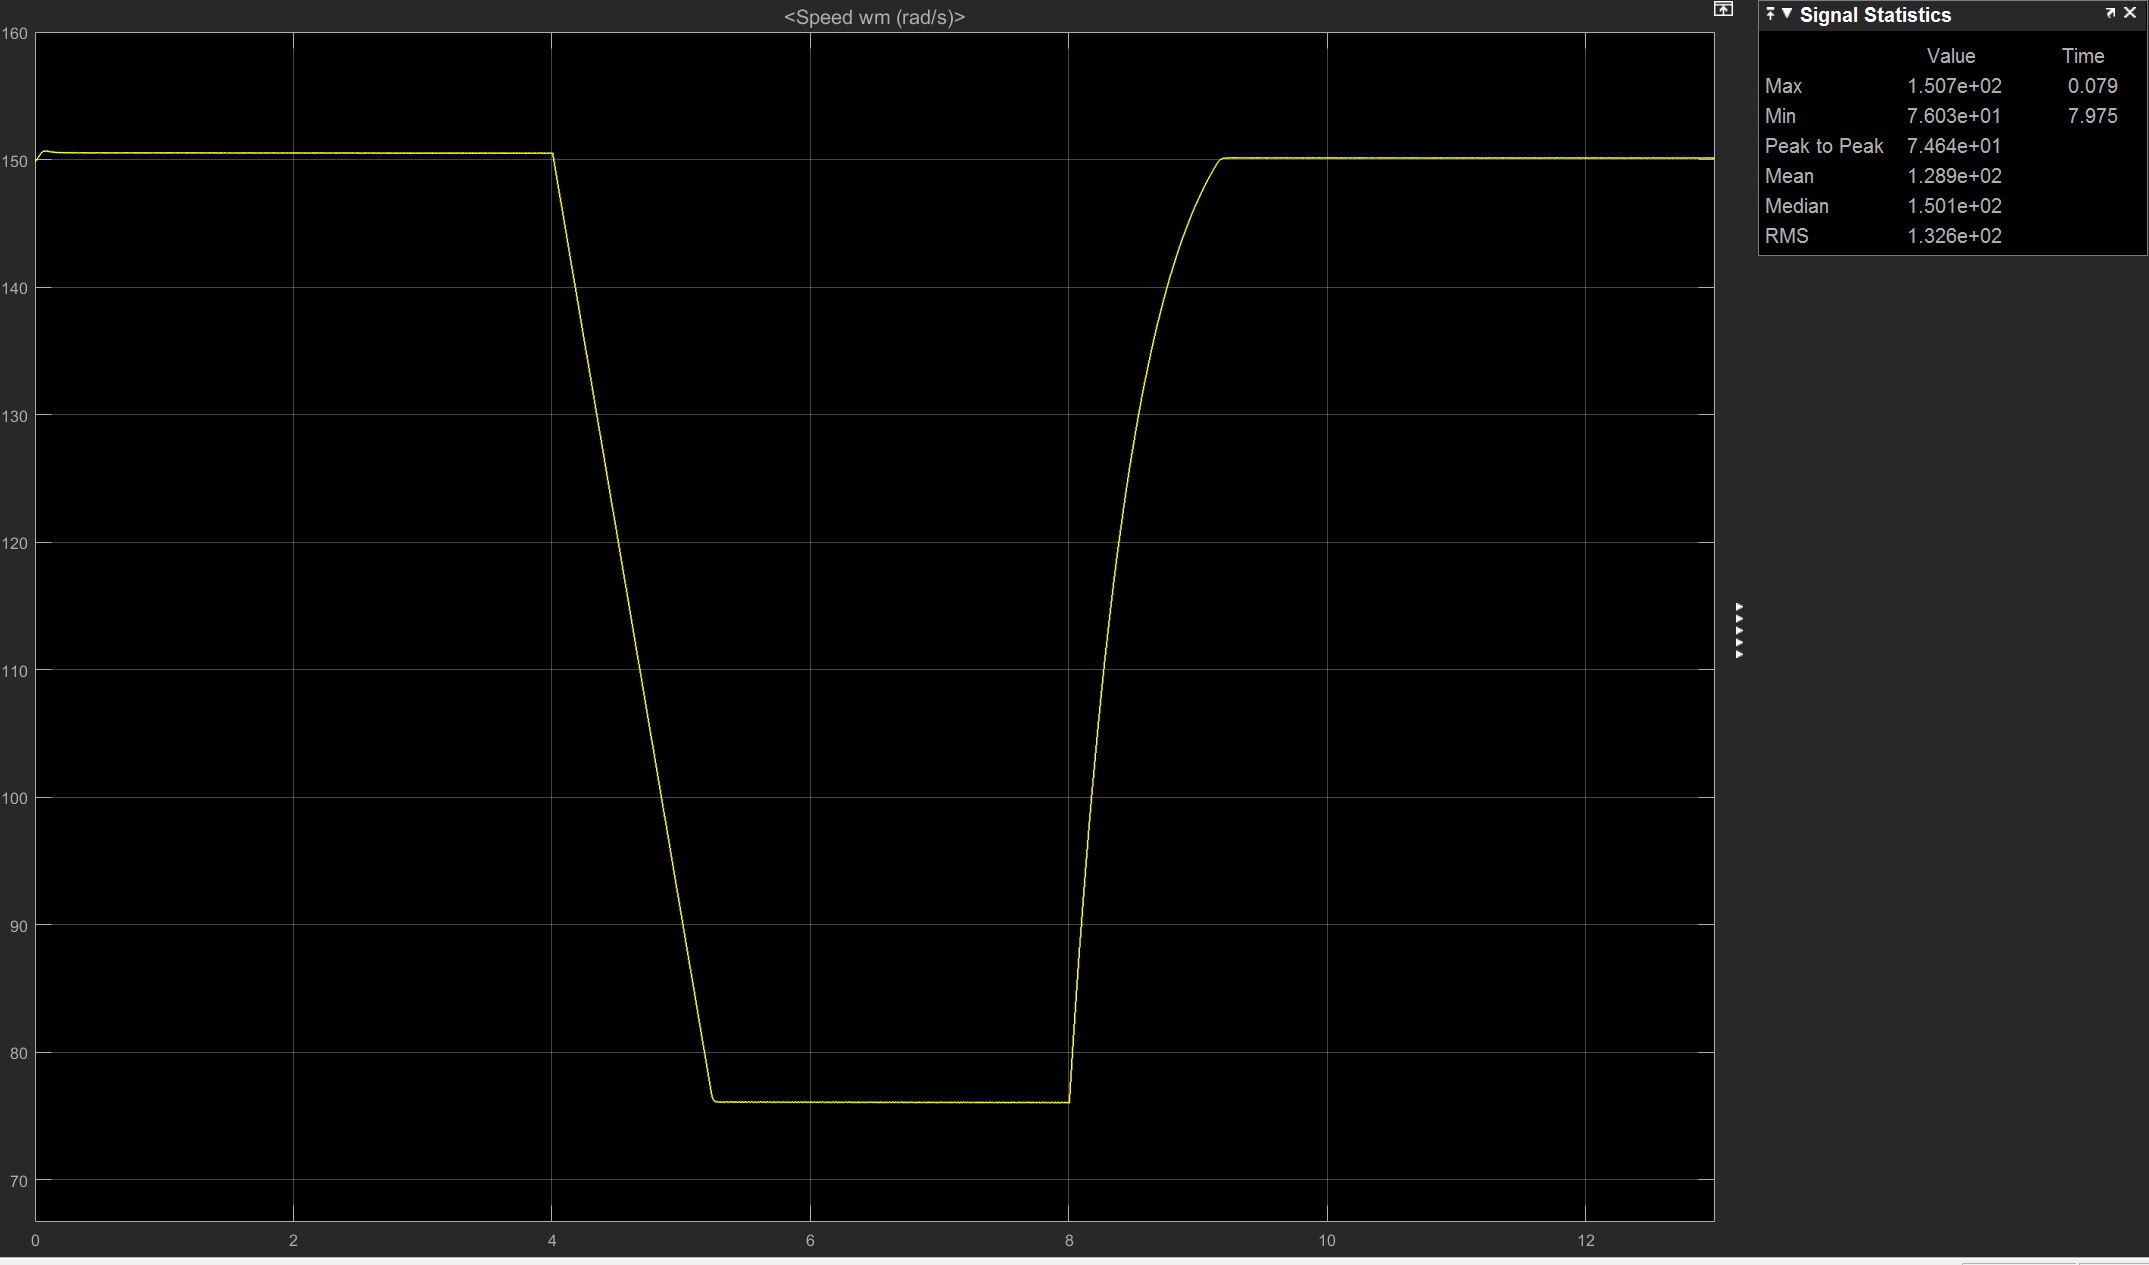 <Speed wm (rad/s)>
160
150
140
130
120
110
100
90
80
70
0 2 4 6 8 10 12
Signal Statistics
Value Time
Max 1.507e+02 0.079
Min 7.603e+01 7.975
Peak to Peak 7.464e+01
Mean 1.289e+02
Median 1.501e+02
RMS 1.326e+02